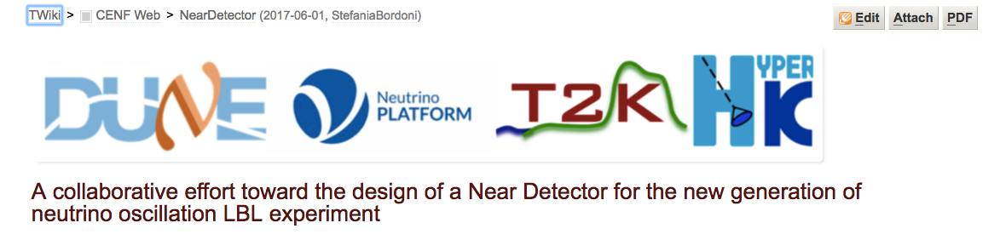 TWiki > CENF Web > NearDetector (2017-06-01, StefaniaBordoni)
Edit Attach PDF
DUNE
Neutrino
PLATFORM
T2K
HYPER
K
A collaborative effort toward the design of a Near Detector for the new generation of
neutrino oscillation LBL experiment